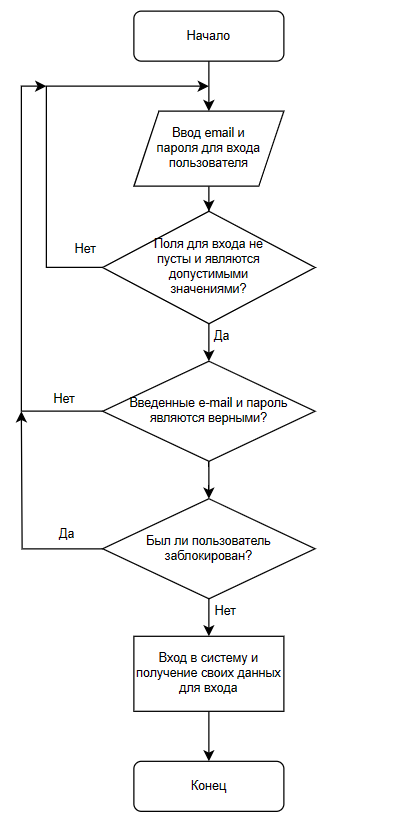 Начало
Ввод email и
пароля для входа
пользователя
Нет
Поля для входа не
пусты и являются
допустимыми
значениями?
Да
Нет
Введенные e-mail и пароль
являются верными?
Да
Был ли пользователь
заблокирован?
Нет
Вход в систему и
получение своих данных
для входа
Конец